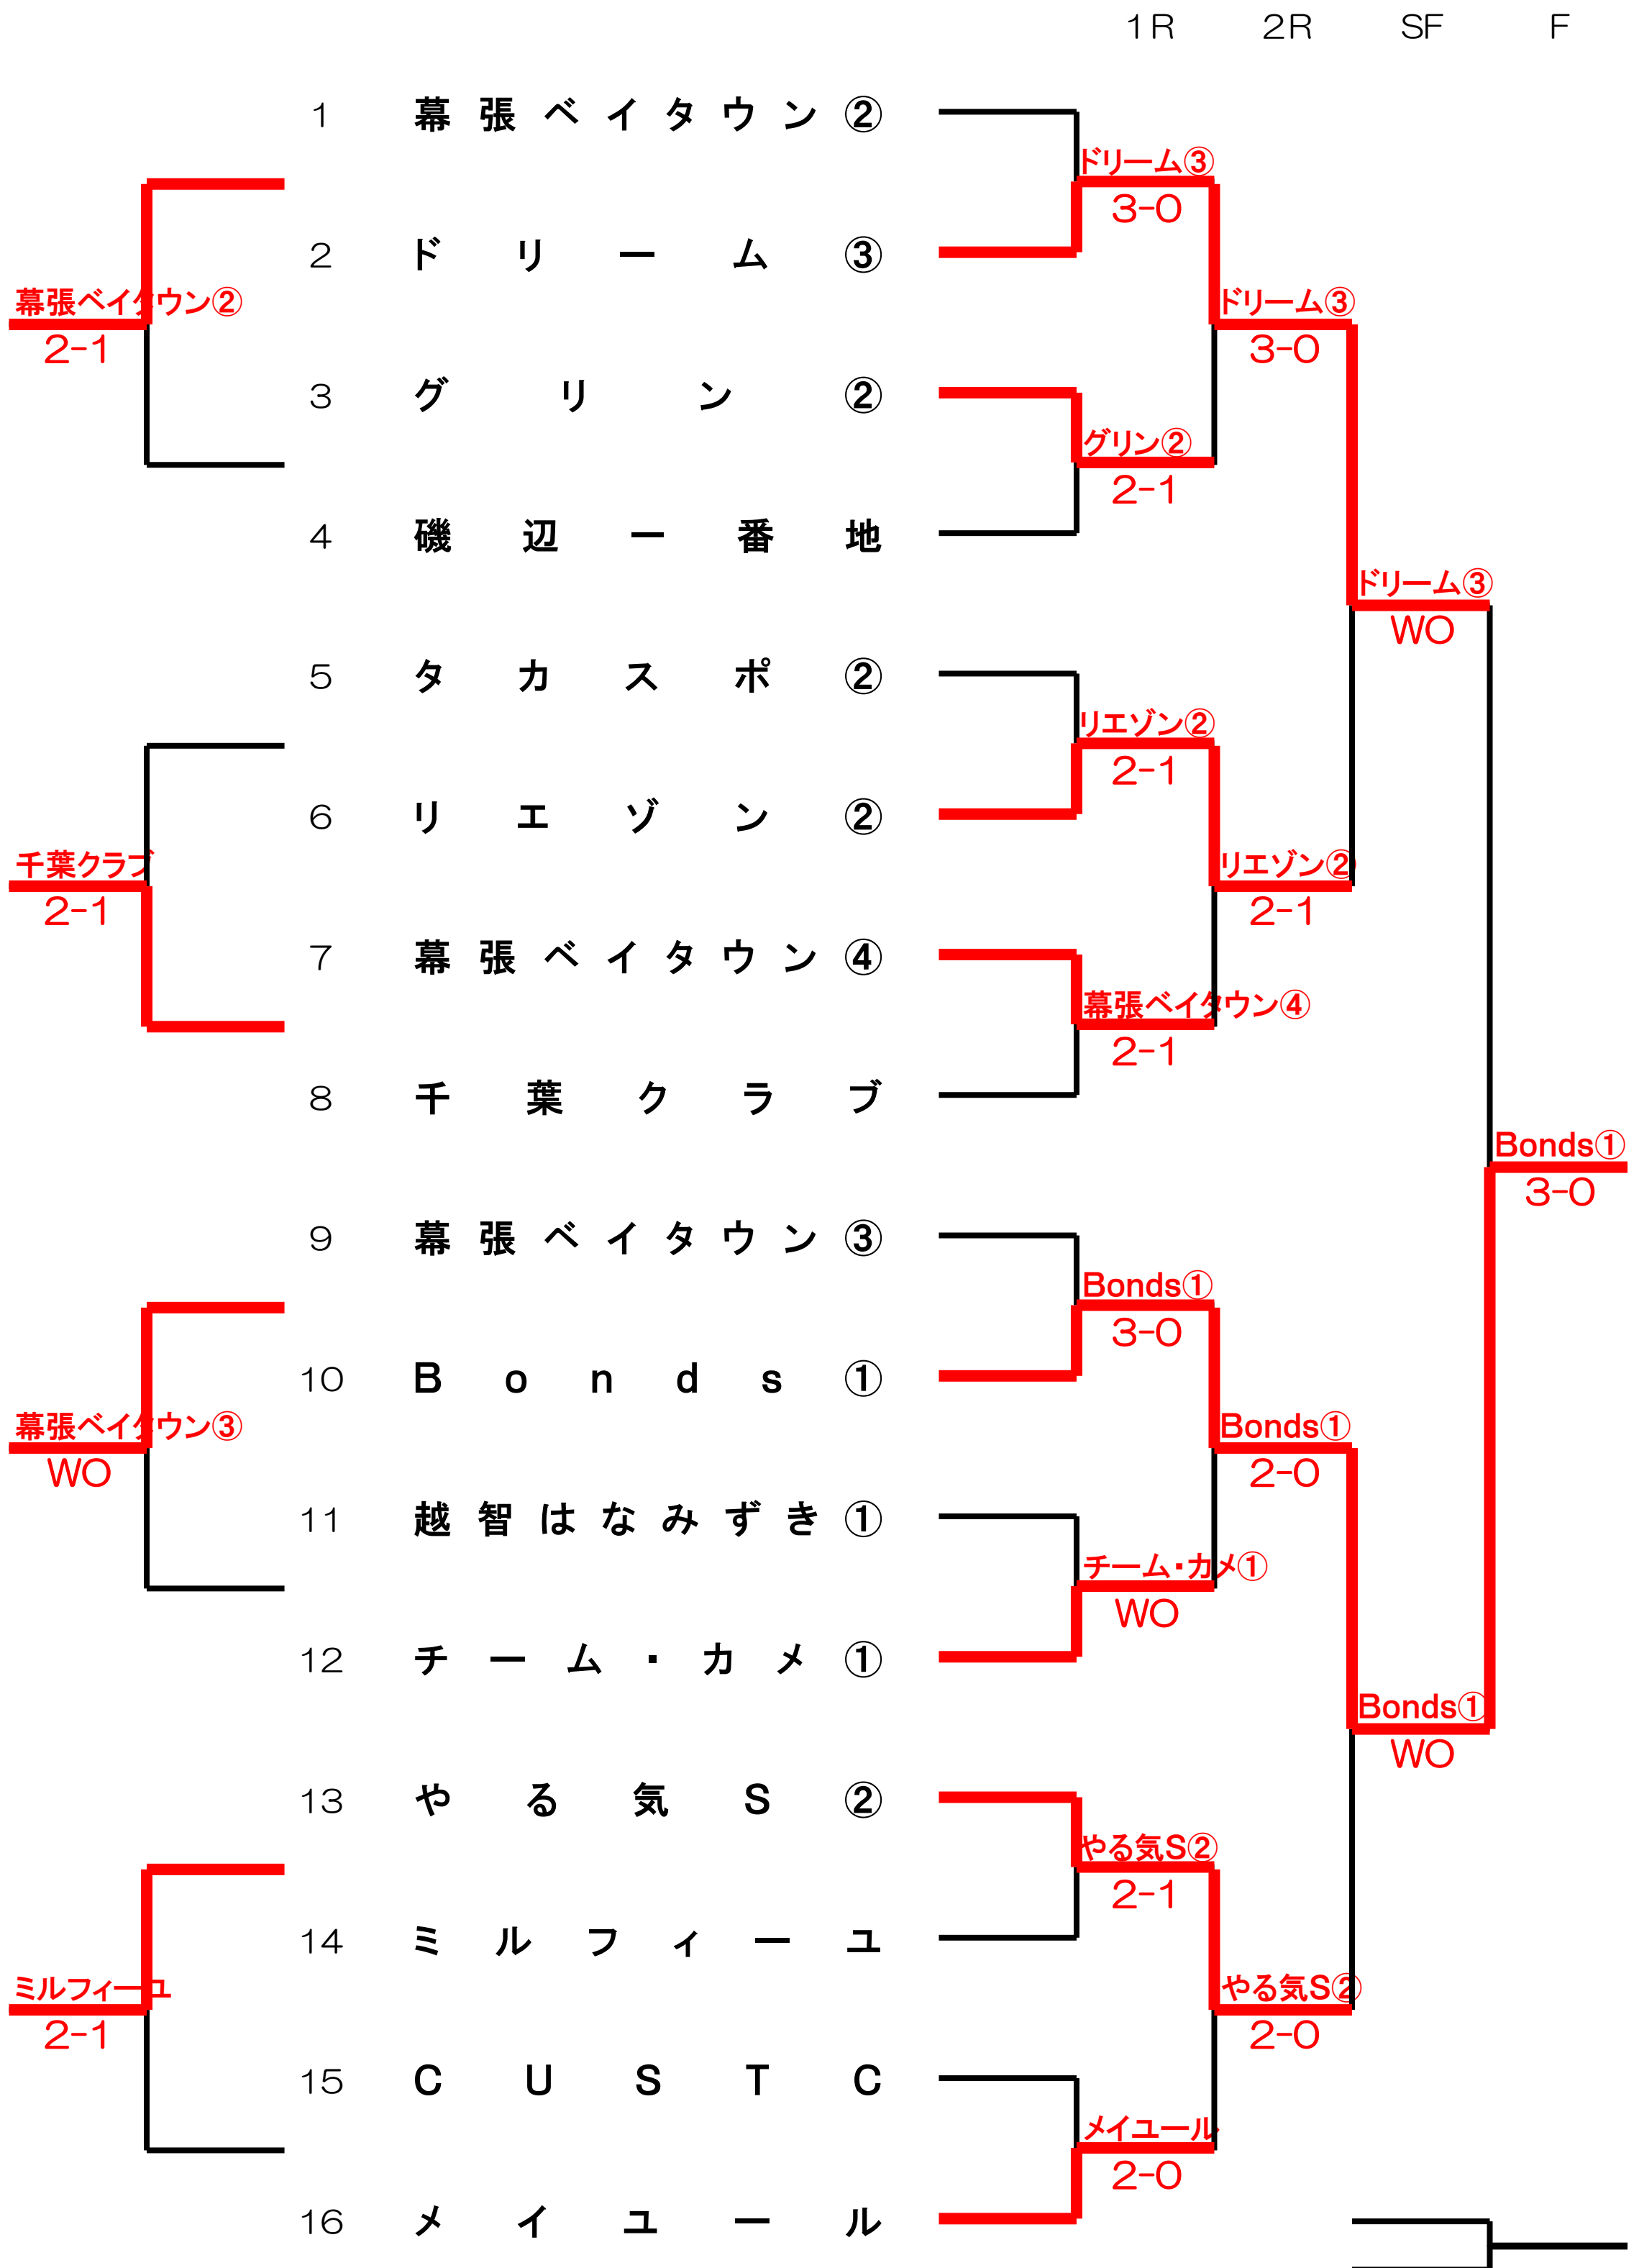 1R 2R SF F
1 幕張ベイタウン②
ドリーム③
3-0
2 ドリーム③
幕張ベイタウン② ドリーム③
2-1 3-0
3 グリン②
グリン②
2-1
4 磯辺一番地
ドリーム③
WO
5 タカスポ②
リエゾン②
2-1
6 リエゾン②
千葉クラブ リエゾン②
2-1 2-1
7 幕張ベイタウン④
幕張ベイタウン④
2-1
8 千葉クラブ
Bonds①
3-0
9 幕張ベイタウン③
Bonds①
3-0
10 Bonds①
幕張ベイタウン③ Bonds①
WO 2-0
11 越智はなみずき①
チーム・カメ①
WO
12 チーム・カメ①
Bonds①
WO
13 やる気S②
やる気S②
2-1
14 ミルフィーユ
ミルフィーユ やる気S②
2-1 2-0
15 CUSTC
メイユール
2-0
16 メイユール